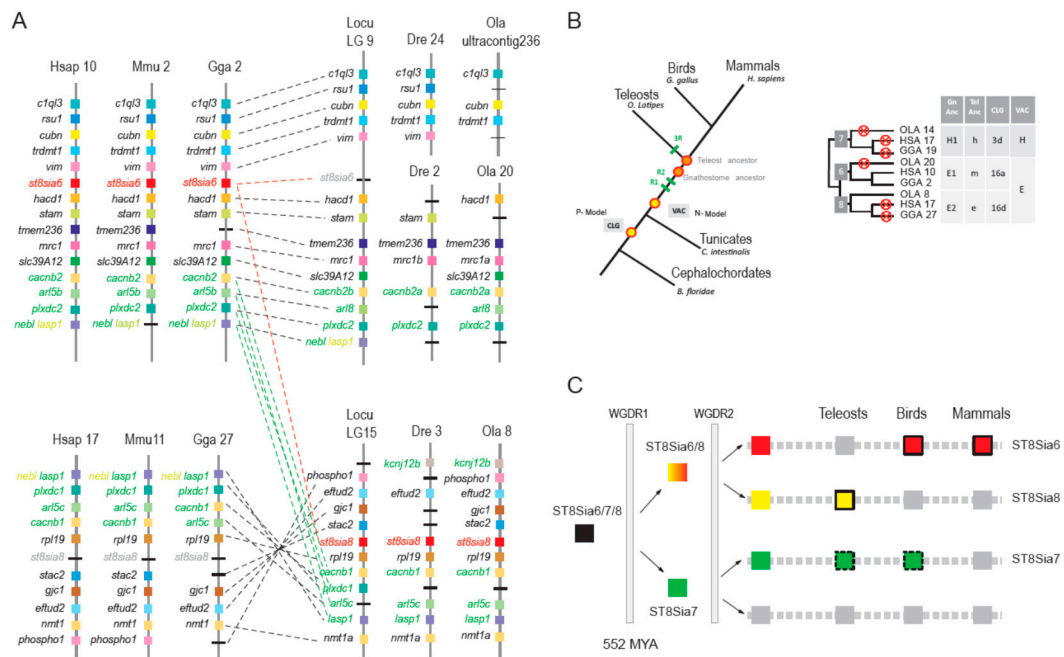 A
Hsap 10
Mmu 2
Gga 2
Locu
LG 9
Dre 24
Ola
ultracontig236
c1ql3
rsu1
cubn
trdmt1
vim
st8sia6
hacd1
stam
tmem236
mrc1
slc39A12
cacnb2
arl5b
plxdc2
nebl lasp1
c1ql3
rsu1
cubn
trdmt1
vim
st8sia6
hacd1
stam
tmem236
mrc1
slc39A12
cacnb2
arl5b
plxdc2
nebl lasp1
c1ql3
rsu1
cubn
trdmt1
vim
st8sia6
hacd1
stam
mrc1
slc39A12
cacnb2
arl5b
plxdc2
nebl lasp1
c1ql3
rsu1
cubn
trdmt1
vim
st8sia6
hacd1
stam
tmem236
mrc1
slc39A12
cacnb2b
arl8
plxdc2
nebl lasp1
c1ql3
rsu1
cubn
trdmt1
vim
Dre 2
stam
tmem236
mrc1b
cacnb2a
plxdc2
c1ql3
cubn
trdmt1
Ola 20
hacd1
tmem236
mrc1a
slc39A12
cacnb2a
arl5b
plxdc2
Hsap 17
Mmu11
Gga 27
Locu
LG15
Dre 3
Ola 8
nebl lasp1
plxdc1
arl5c
cacnb1
rpl19
st8sia8
stac2
gjc1
eftud2
nmt1
phospho1
nebl lasp1
plxdc1
arl5c
cacnb1
rpl19
st8sia8
stac2
gjc1
eftud2
nmt1
phospho1
nebl lasp1
plxdc1
cacnb1
arl5c
rpl19
gjc1
eftud2
nmt1
phospho1
eftud2
gjc1
stac2
st8sia8
rpl19
cacnb1
plxdc1
arl5c
lasp1
nmt1a
kcnj12b
eftud2
st8sia8
rpl19
cacnb1
arl5c
lasp1
nmt1a
kcnj12b
phospho1
eftud2
gjc1
stac2
st8sia8
rpl19
cacnb1
arl5c
lasp1
nmt1a
B
Mammals
H. sapiens
Birds
G. gallus
Teleosts
O. Latipes
3R
Teleost ancestor
R2
Gnathostome ancestor
R1
P- Model
CLG
VAC
N- Model
Tunicates
C. intestinalis
Cephalochordates
B. floridae
7
6
8
OLA 14
HSA 17
GGA 19
OLA 20
HSA 10
GGA 2
OLA 8
HSA 17
GGA 27
Gn Anc
Tel Anc
CLG
VAC
H1
h
3d
H
E1
m
16a
E
E2
e
16d
C
WGDR1
WGDR2
Teleosts
Birds
Mammals
ST8Sia6/8
ST8Sia6
ST8Sia6/7/8
ST8Sia8
ST8Sia7
ST8Sia7
552 MYA